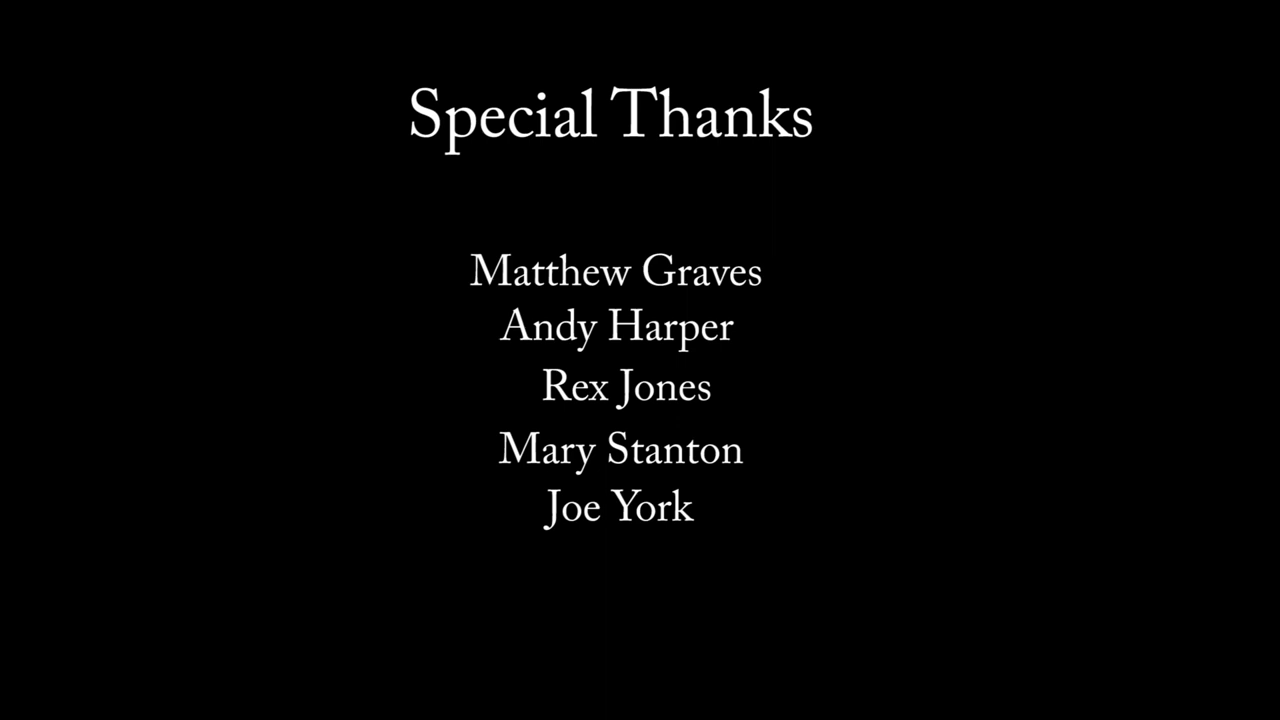 Special Thanks
Matthew Graves
Andy Harper
Rex Jones
Mary Stanton
Joe York